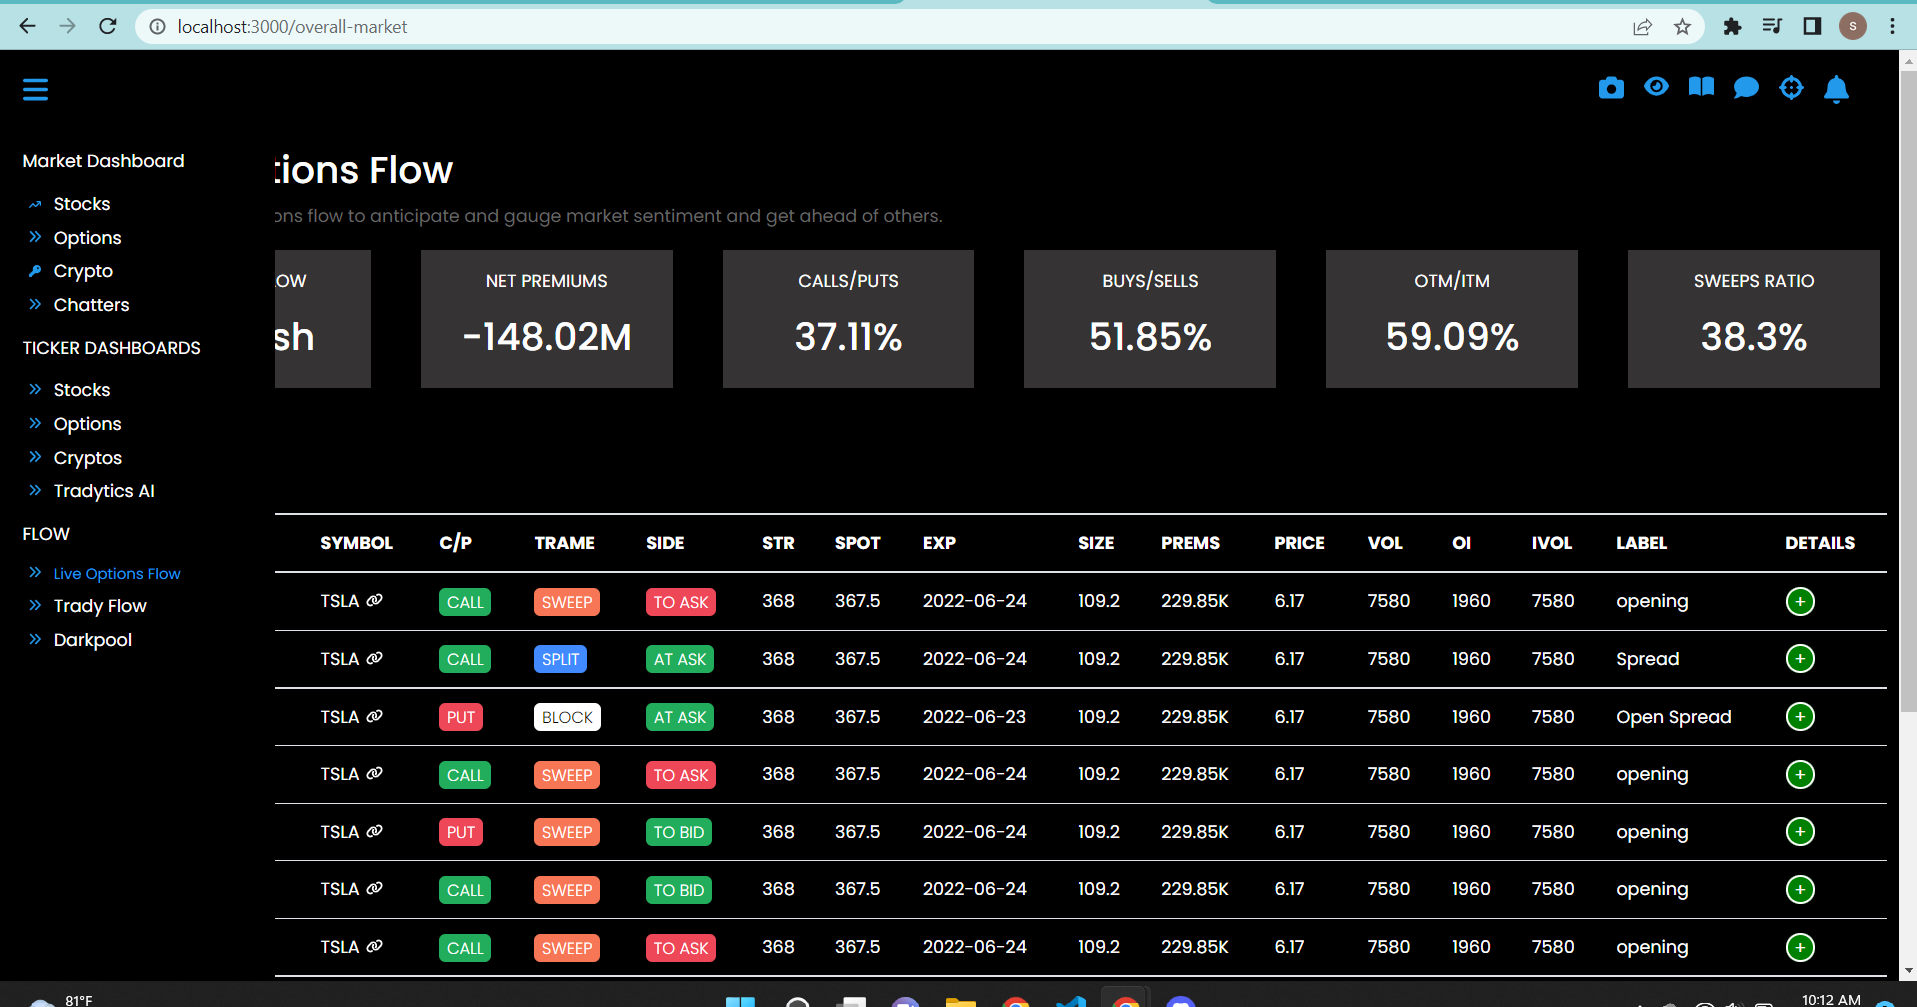 localhost:3000/overall-market
S
Market Dashboard
Stocks
Options
Crypto
Chatters
TICKER DASHBOARDS
Stocks
Options
Cryptos
Tradytics AI
FLOW
Live Options Flow
Trady Flow
Darkpool
tions Flow
ons flow to anticipate and gauge market sentiment and get ahead of others.
LOW NET PREMIUMS CALLS/PUTS BUYS/SELLS OTM/ITM SWEEPS RATIO
sh -148.02M 37.11% 51.85% 59.09% 38.3%
SYMBOL C/P TRAME SIDE STR SPOT EXP SIZE PREMS PRICE VOL OI IVOL LABEL DETAILS
TSLA CALL SWEEP TO ASK 368 367.5 2022-06-24 109.2 229.85K 6.17 7580 1960 7580 opening +
TSLA CALL SPLIT AT ASK 368 367.5 2022-06-24 109.2 229.85K 6.17 7580 1960 7580 Spread +
TSLA PUT BLOCK AT ASK 368 367.5 2022-06-23 109.2 229.85K 6.17 7580 1960 7580 Open Spread +
TSLA CALL SWEEP TO ASK 368 367.5 2022-06-24 109.2 229.85K 6.17 7580 1960 7580 opening +
TSLA PUT SWEEP TO BID 368 367.5 2022-06-24 109.2 229.85K 6.17 7580 1960 7580 opening +
TSLA CALL SWEEP TO BID 368 367.5 2022-06-24 109.2 229.85K 6.17 7580 1960 7580 opening +
TSLA CALL SWEEP TO ASK 368 367.5 2022-06-24 109.2 229.85K 6.17 7580 1960 7580 opening +
81°F
10:12 AM